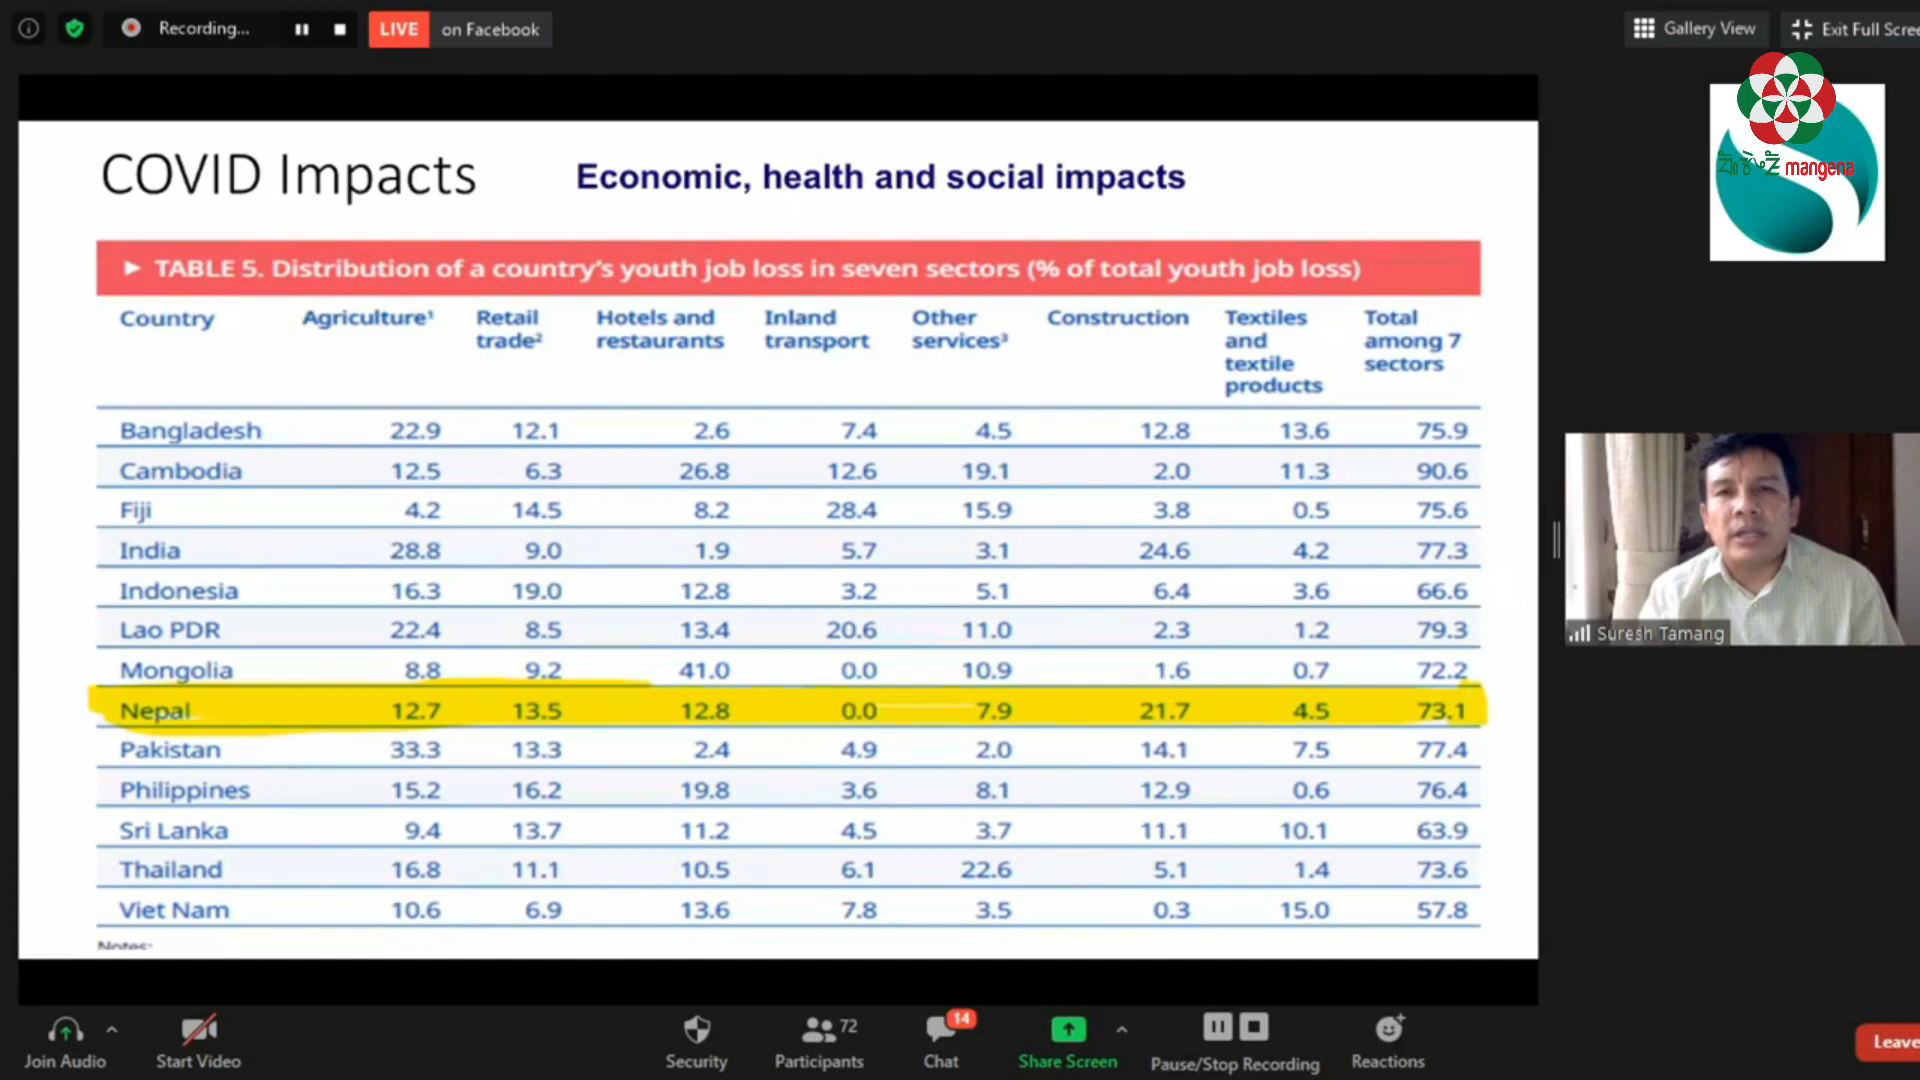 Recording...
LIVE on Facebook
Gallery View
Exit Full Scree
mangena
COVID Impacts
Economic, health and social impacts
► TABLE 5. Distribution of a country's youth job loss in seven sectors (% of total youth job loss)
Country Agriculture¹ Retail trade² Hotels and restaurants Inland transport Other services³ Construction Textiles and textile products Total among 7 sectors
Bangladesh 22.9 12.1 2.6 7.4 4.5 12.8 13.6 75.9
Cambodia 12.5 6.3 26.8 12.6 19.1 2.0 11.3 90.6
Fiji 4.2 14.5 8.2 28.4 15.9 3.8 0.5 75.6
India 28.8 9.0 1.9 5.7 3.1 24.6 4.2 77.3
Indonesia 16.3 19.0 12.8 3.2 5.1 6.4 3.6 66.6
Lao PDR 22.4 8.5 13.4 20.6 11.0 2.3 1.2 79.3
Mongolia 8.8 9.2 41.0 0.0 10.9 1.6 0.7 72.2
Nepal 12.7 13.5 12.8 0.0 7.9 21.7 4.5 73.1
Pakistan 33.3 13.3 2.4 4.9 2.0 14.1 7.5 77.4
Philippines 15.2 16.2 19.8 3.6 8.1 12.9 0.6 76.4
Sri Lanka 9.4 13.7 11.2 4.5 3.7 11.1 10.1 63.9
Thailand 16.8 11.1 10.5 6.1 22.6 5.1 1.4 73.6
Viet Nam 10.6 6.9 13.6 7.8 3.5 0.3 15.0 57.8
Notes:
Suresh Tamang
72
14
Join Audio
Start Video
Security
Participants
Chat
Share Screen
Pause/Stop Recording
Reactions
Leave